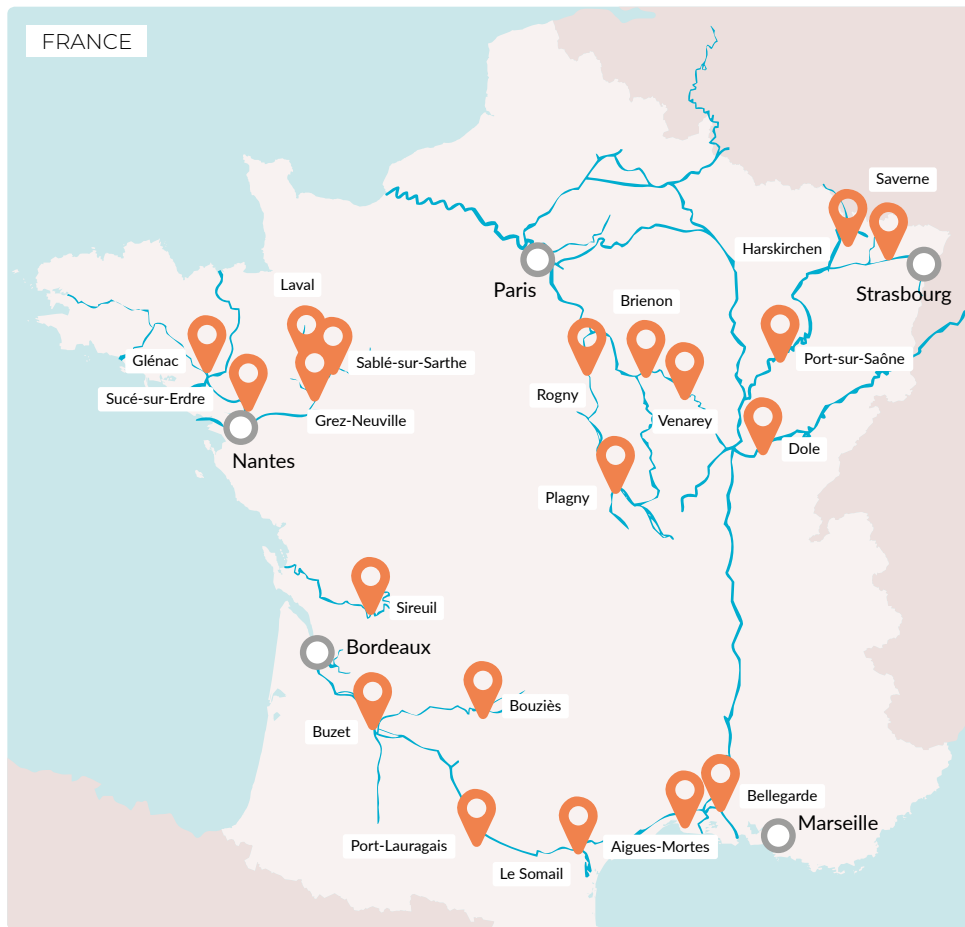 FRANCE
Saverne
Harskirchen
Paris
Laval
Strasbourg
Brienon
Glénac
Sablé-sur-Sarthe
Port-sur-Saône
Sucé-sur-Erdre
Rogny
Grez-Neuville
Venarey
Dole
Nantes
Plagny
Sireuil
Bordeaux
Bouziès
Buzet
Bellegarde
Marseille
Port-Lauragais
Aigues-Mortes
Le Somail